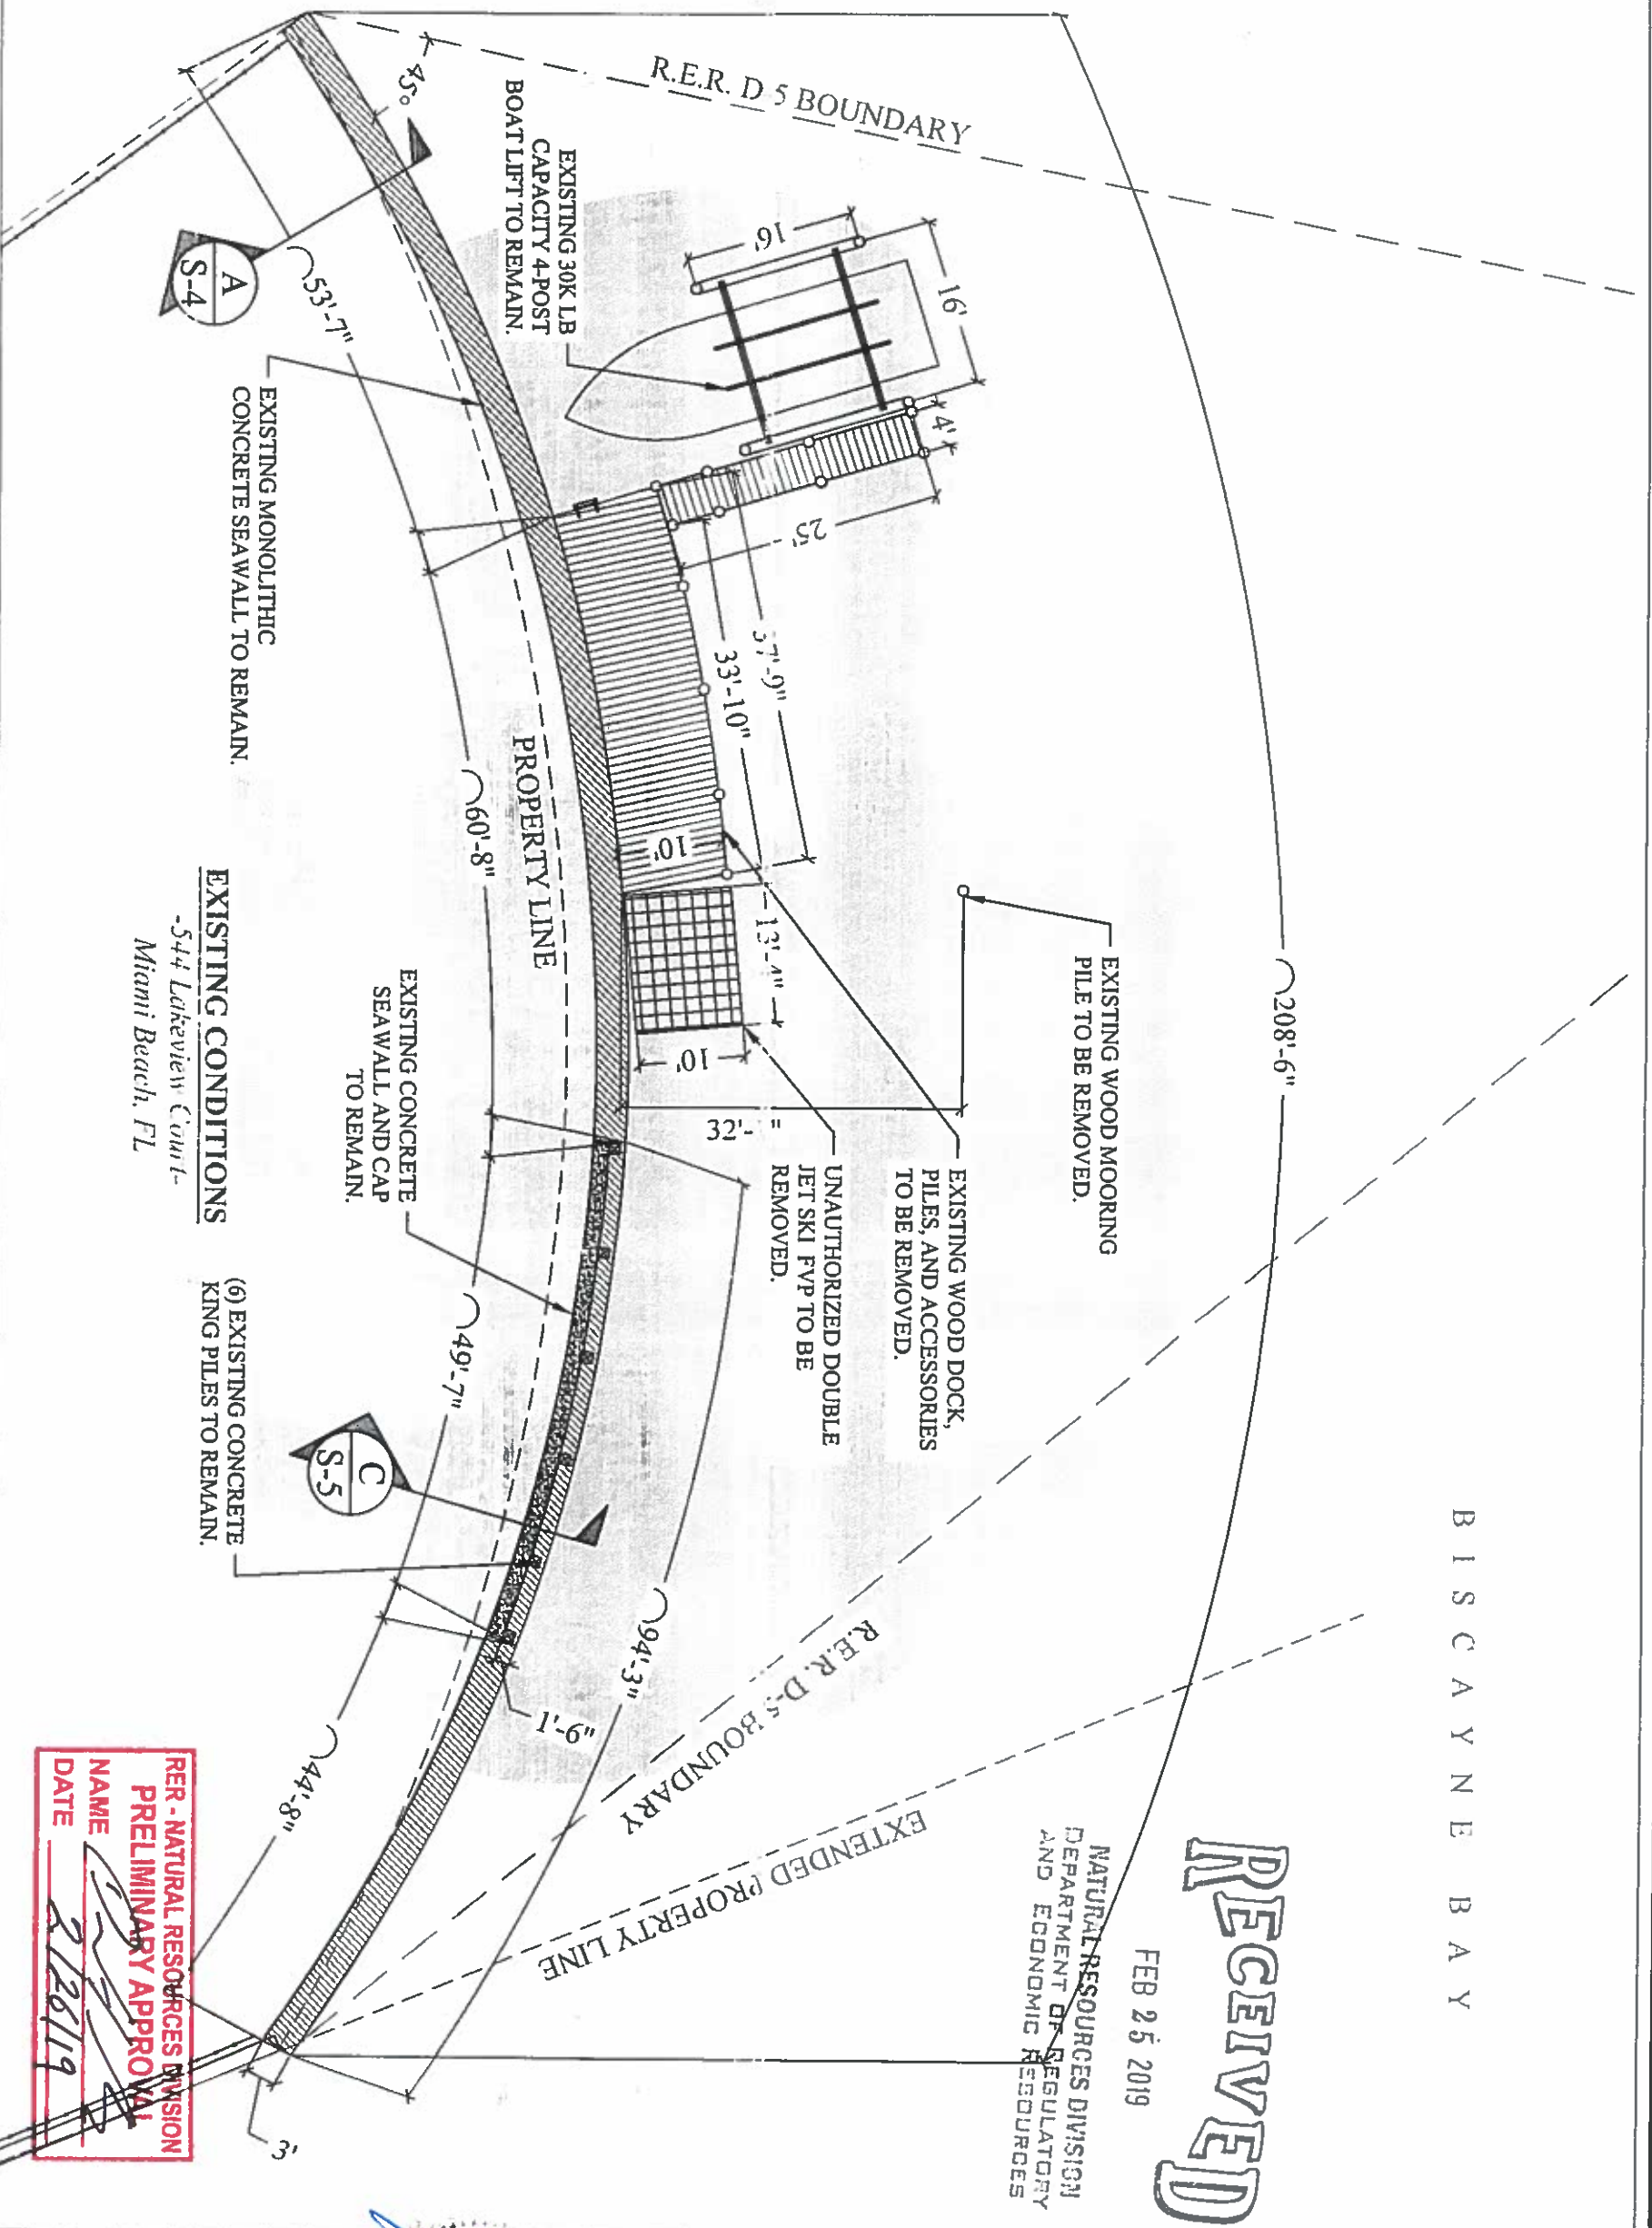 BISCAYNE BAY
RECEIVED
FEB 25 2019
NATURAL RESOURCES DIVISION
DEPARTMENT OF REGULATORY
AND ECONOMIC RESOURCES
208'-6"
R.E.R. D-5 BOUNDARY
EXISTING WOOD MOORING
PILE TO BE REMOVED.
EXISTING WOOD DOCK,
PILES, AND ACCESSORIES
TO BE REMOVED.
UNAUTHORIZED DOUBLE
JET SKI FVP TO BE
REMOVED.
16'
16'
4'
25'
EXISTING 30K LB
CAPACITY 4-POST
BOAT LIFT TO REMAIN.
45°
37'-9"
33'-10"
13'-4"
10'
10'
R.E.R. D-5 BOUNDARY
EXTENDED PROPERTY LINE
94'-3"
1'-6"
PROPERTY LINE
53'-7"
60'-8"
49'-7"
44'-8"
3'
EXISTING CONCRETE
SEAWALL AND CAP
TO REMAIN.
A
S-4
C
S-5
EXISTING MONOLITHIC
CONCRETE SEAWALL TO REMAIN.
(6) EXISTING CONCRETE
KING PILES TO REMAIN.
EXISTING CONDITIONS
-544 Lakeview Court-
Miami Beach, FL
RER - NATURAL RESOURCES DIVISION
PRELIMINARY APPROVAL
NAME
DATE 2/26/19